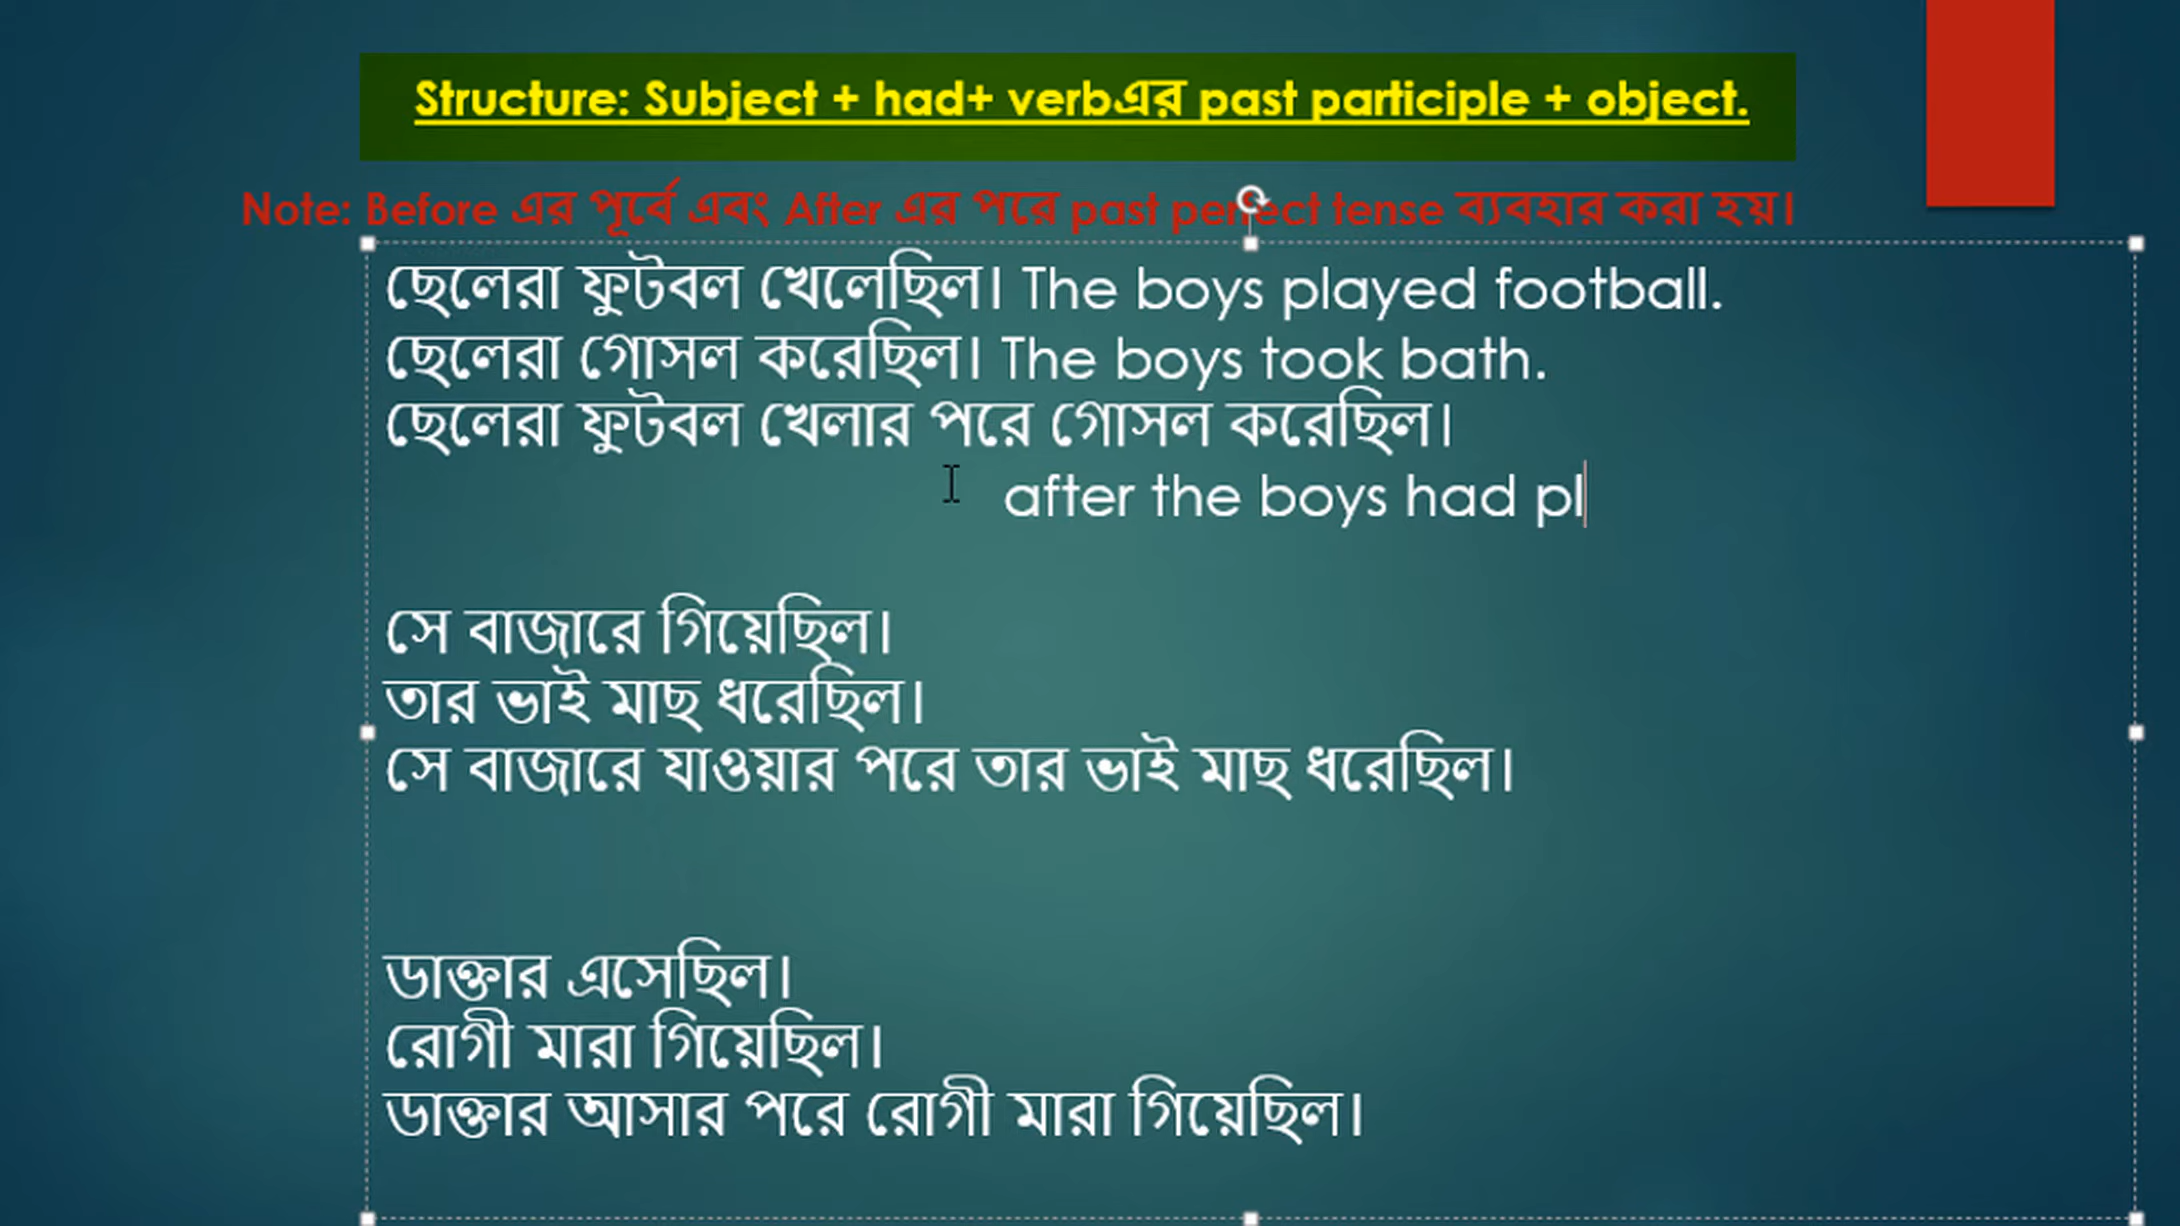 Structure: Subject + had+ verbএর past participle + object.
Note: Before এর পূর্বে এবং After এর পরে past perfect tense ব্যবহার করা হয়।
ছেলেরা ফুটবল খেলেছিল। The boys played football.
ছেলেরা গোসল করেছিল। The boys took bath.
ছেলেরা ফুটবল খেলার পরে গোসল করেছিল।
after the boys had pl
সে বাজারে গিয়েছিল।
তার ভাই মাছ ধরেছিল।
সে বাজারে যাওয়ার পরে তার ভাই মাছ ধরেছিল।
ডাক্তার এসেছিল।
রোগী মারা গিয়েছিল।
ডাক্তার আসার পরে রোগী মারা গিয়েছিল।